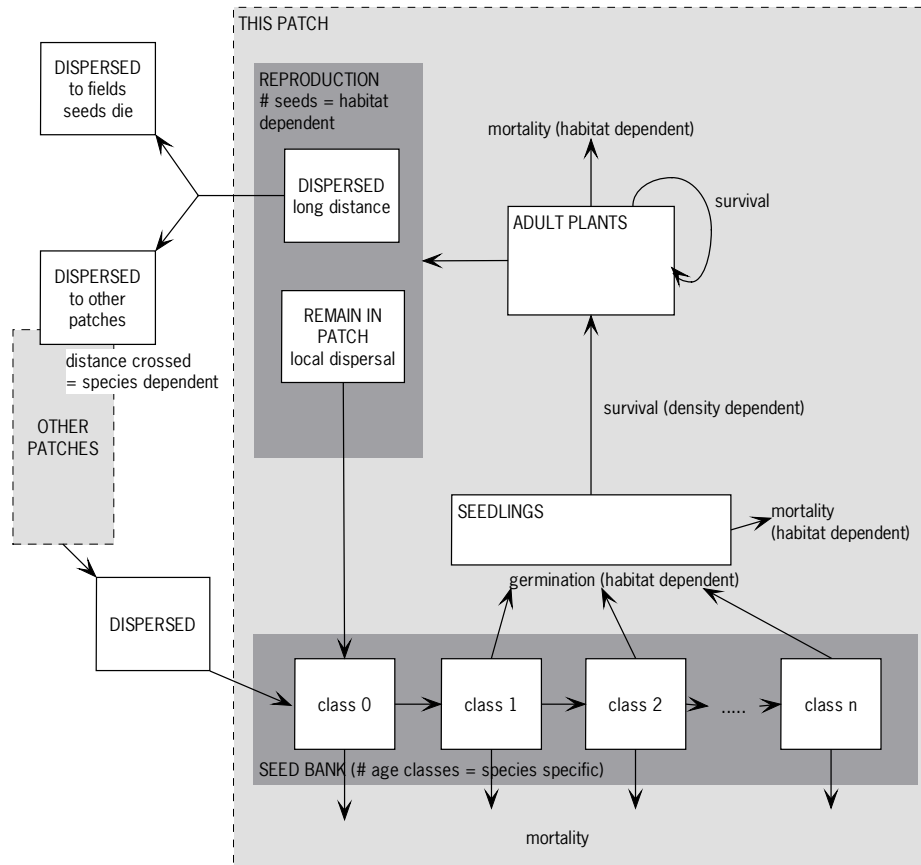 THIS PATCH
DISPERSED
to fields
seeds die
REPRODUCTION
# seeds = habitat
dependent
mortality (habitat dependent)
DISPERSED
long distance
survival
ADULT PLANTS
DISPERSED
to other
patches
REMAIN IN
PATCH
local dispersal
distance crossed
= species dependent
OTHER
PATCHES
survival (density dependent)
SEEDLINGS
mortality
(habitat dependent)
germination (habitat dependent)
DISPERSED
class 0
class 1
class 2
.....
class n
SEED BANK (# age classes = species specific)
mortality